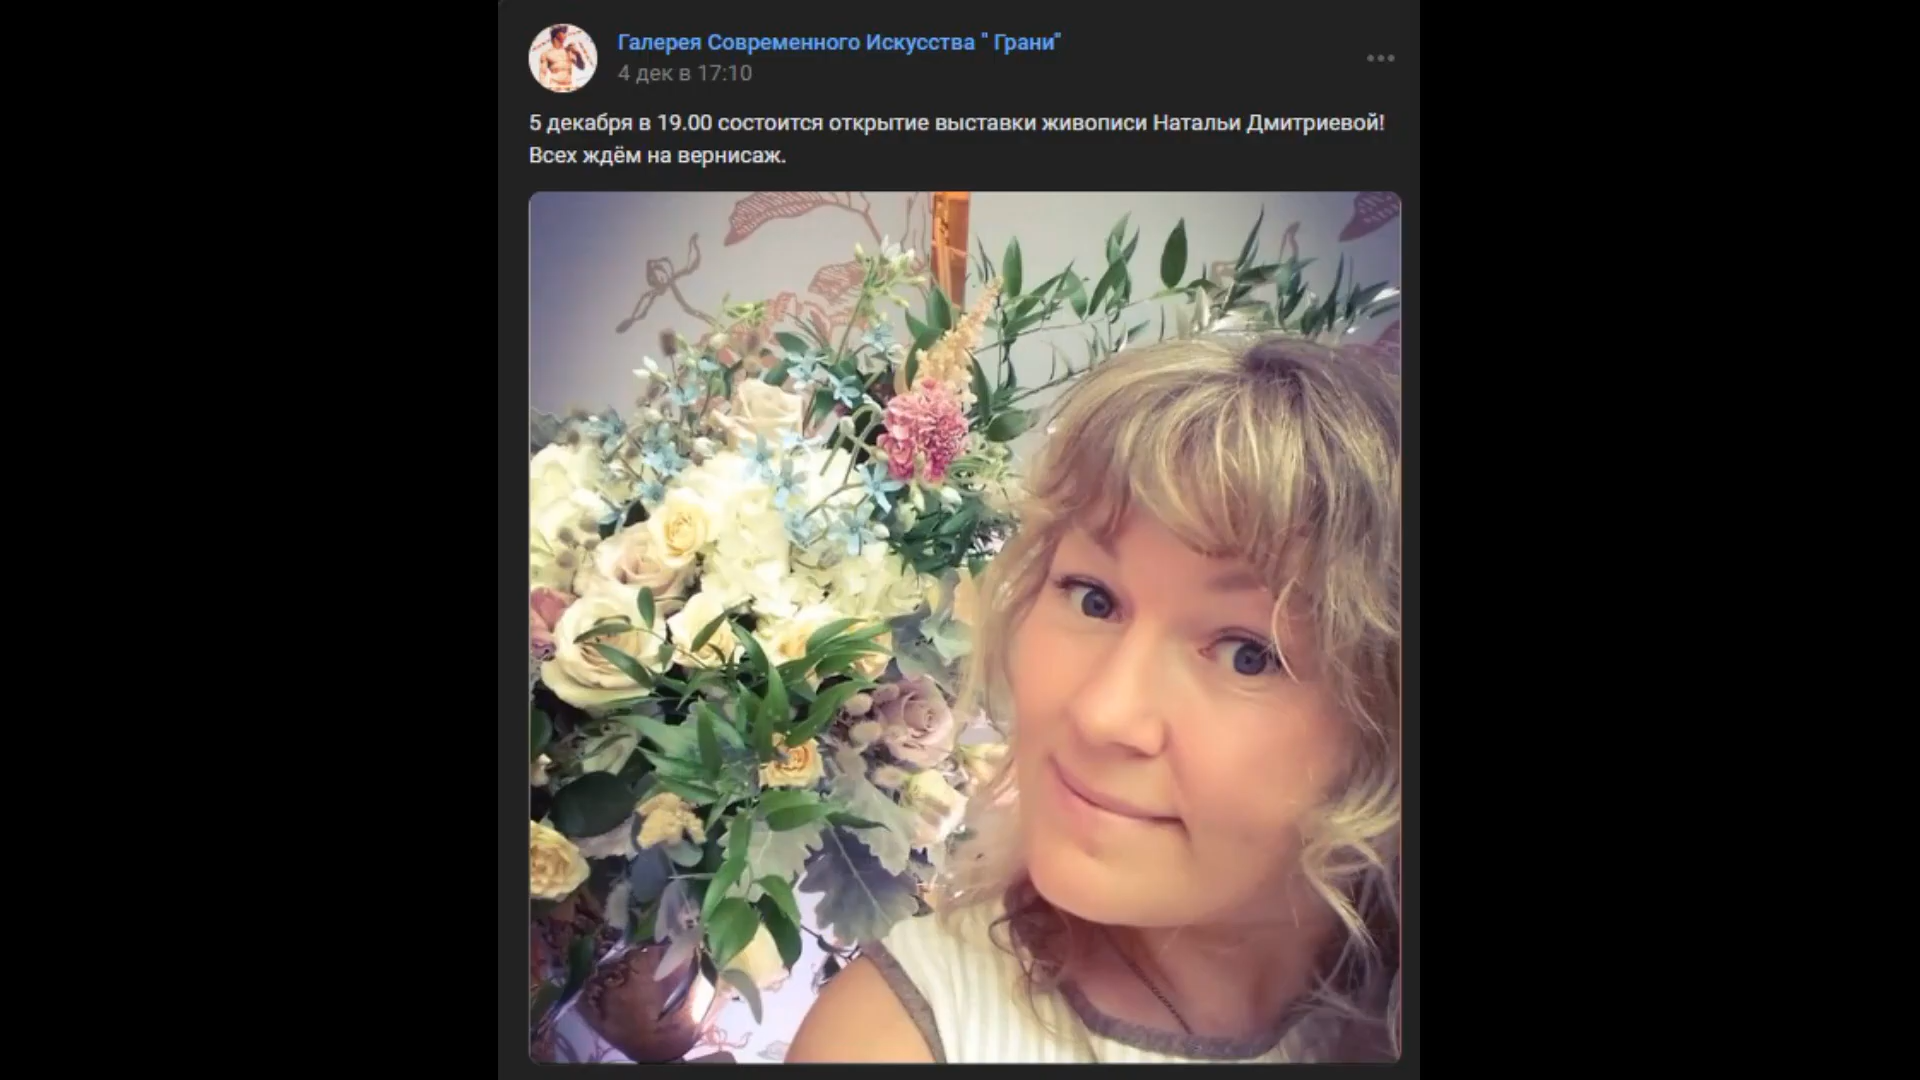 Галерея Современного Искусства " Грани"
4 дек в 17:10
5 декабря в 19.00 состоится открытие выставки живописи Натальи Дмитриевой!
Всех ждём на вернисаж.